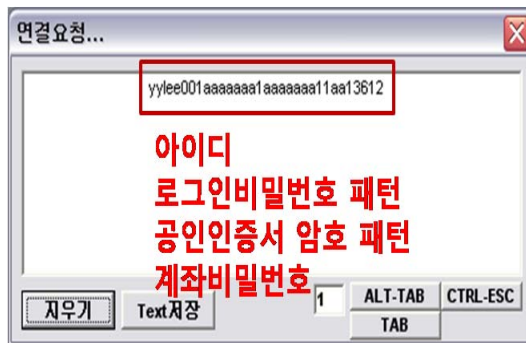 연결요청...
yylee001aaaaaaa1aaaaaaa11aa13612
아이디
로그인비밀번호 패턴
공인인증서 암호 패턴
계좌비밀번호
지우기 Text저장 1 ALT-TAB CTRL-ESC
TAB